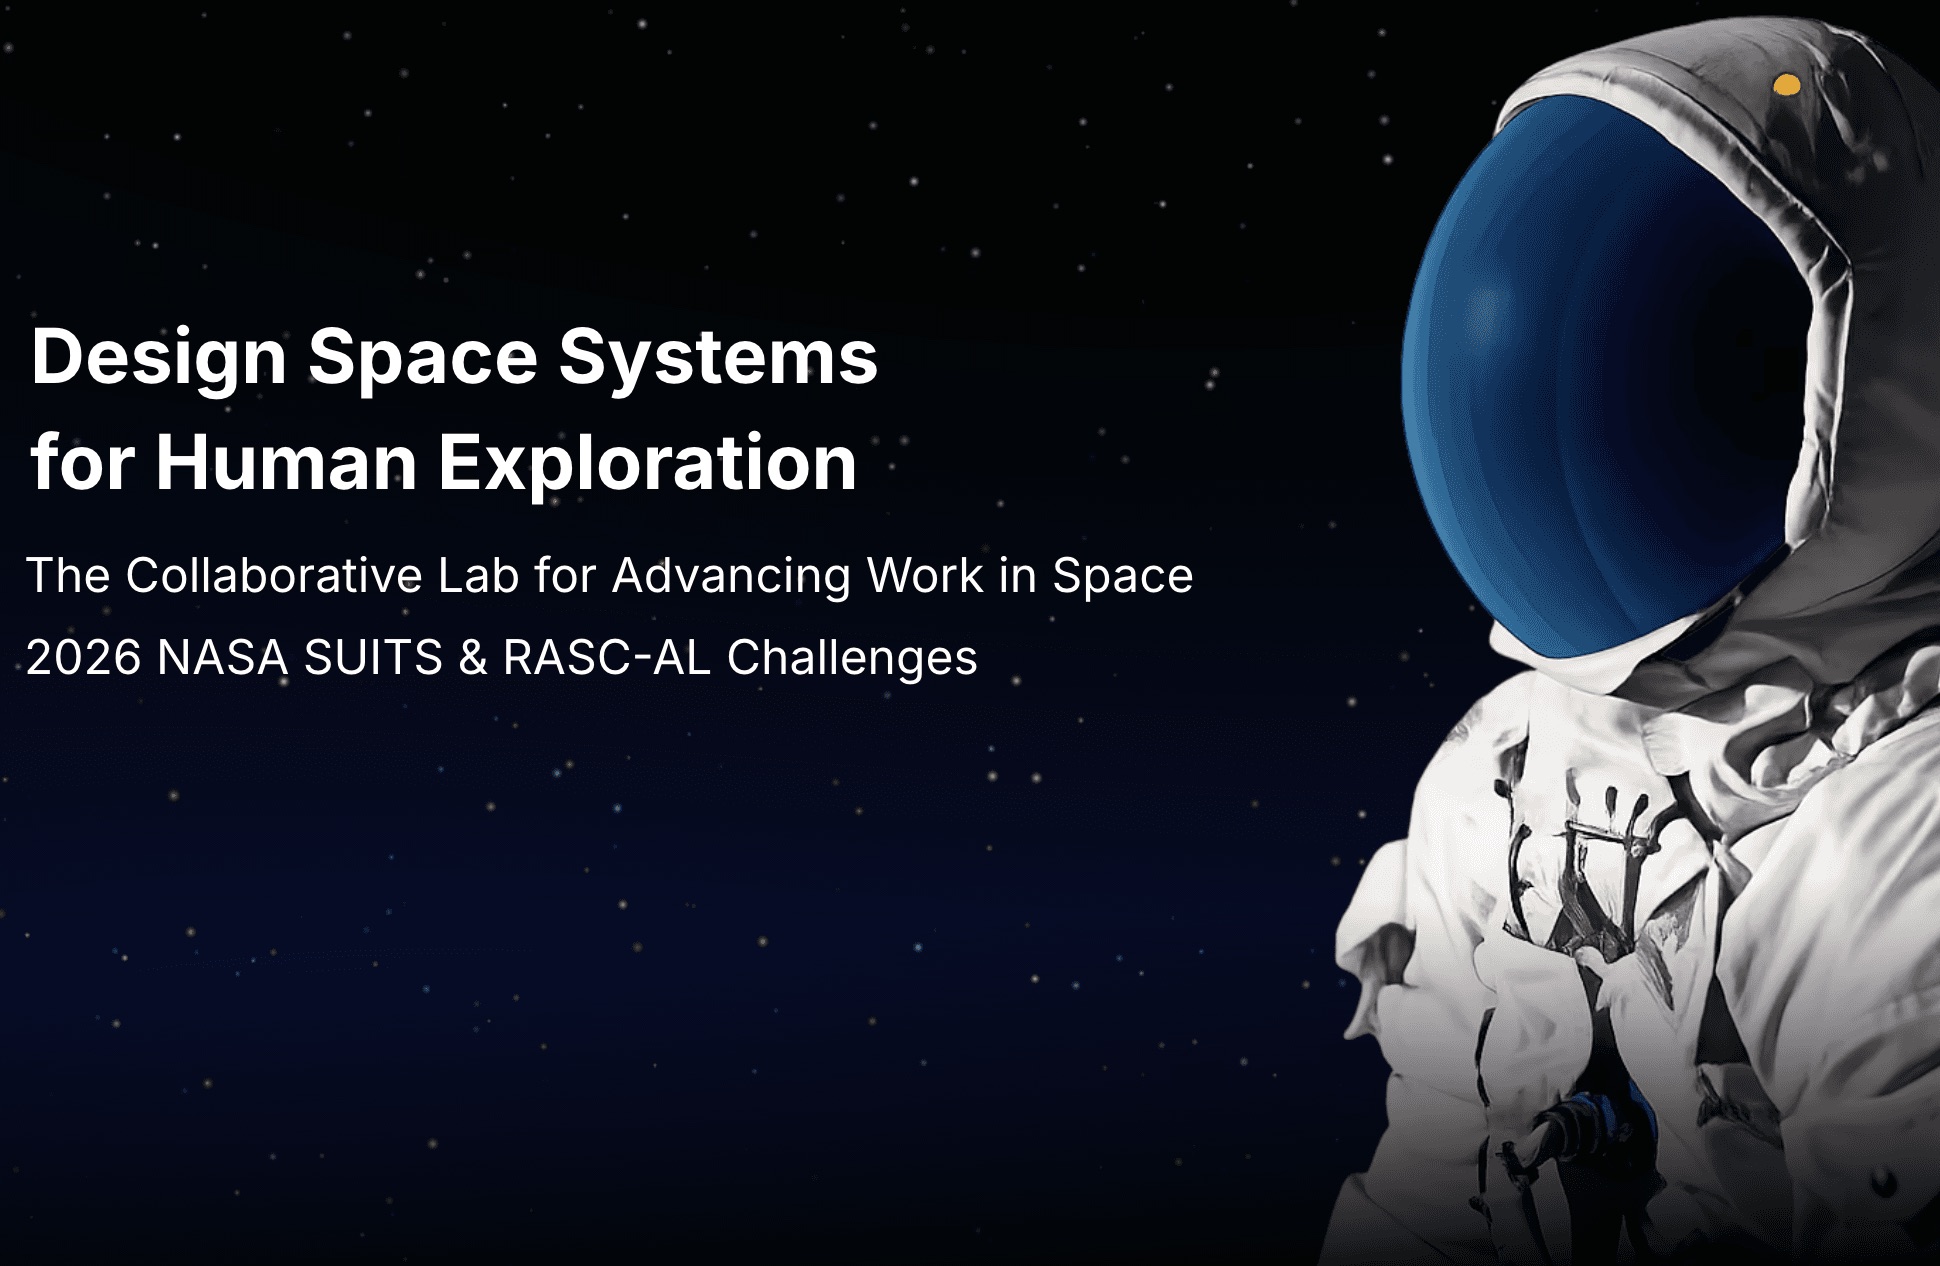 Design Space Systems
for Human Exploration
The Collaborative Lab for Advancing Work in Space
2026 NASA SUITS & RASC-AL Challenges